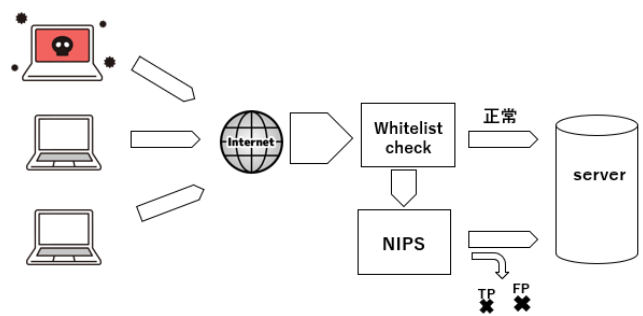 Internet
Whitelist
check
正常
server
NIPS
TP
FP